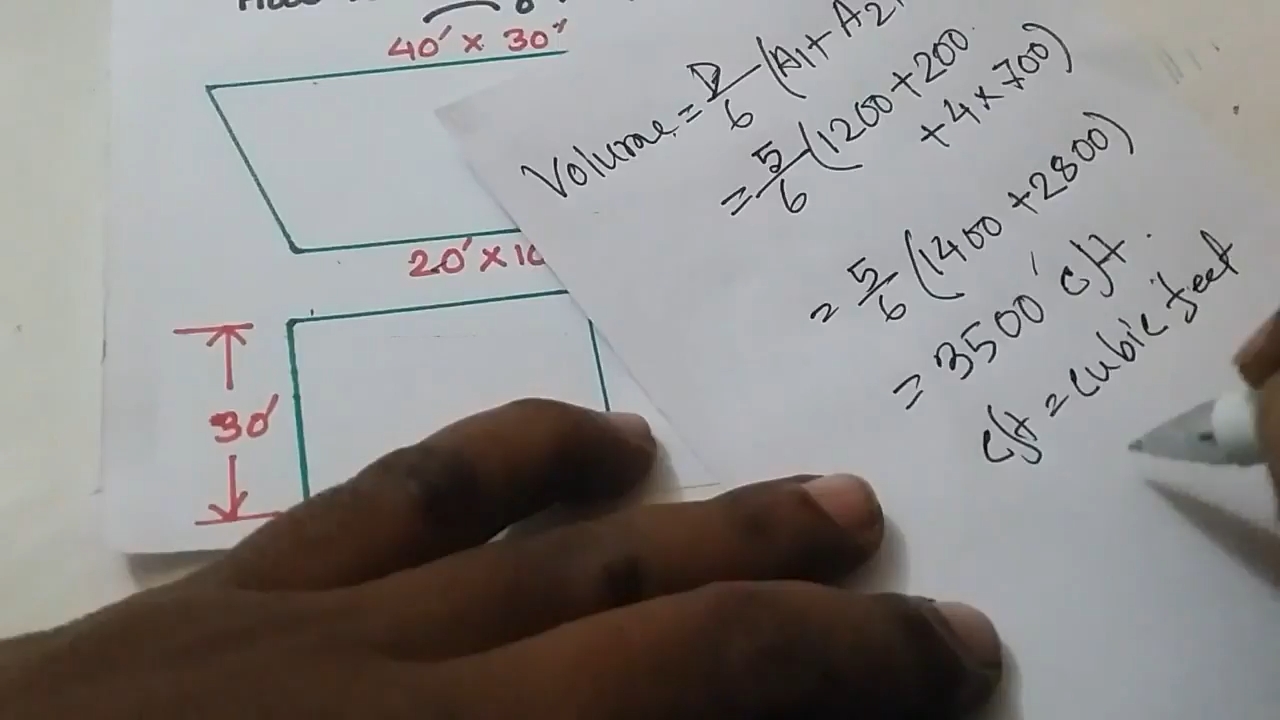 40' × 30'
20' × 10
30'
Volume = D/6 (A1 + A2
= 5/6 (1200 + 200
+ 4 × 700)
= 5/6 (1400 + 2800)
= 3500 cft.
cft = cubic feet